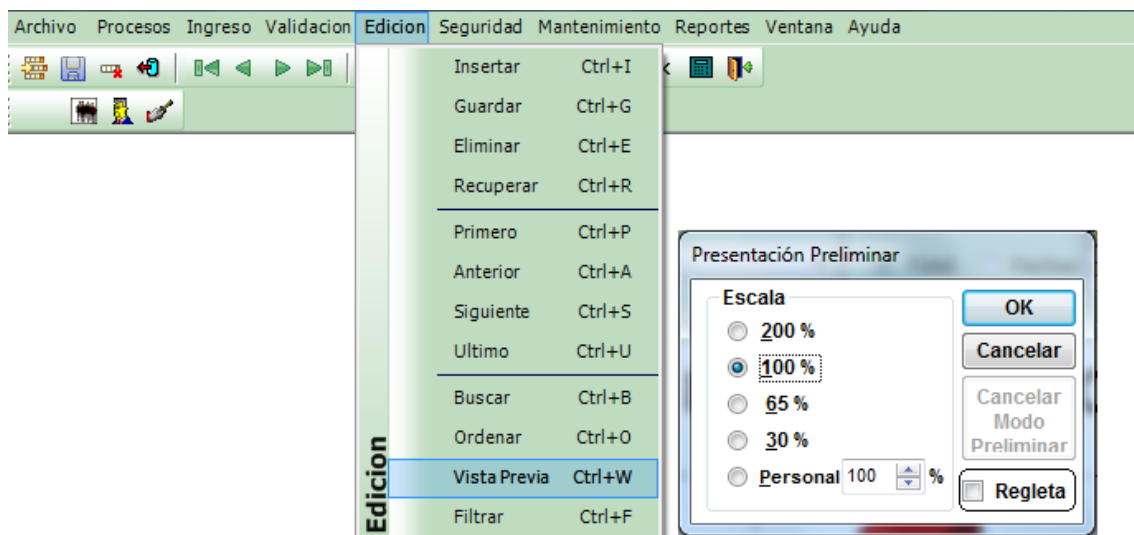 Archivo Procesos Ingreso Validacion Edicion Seguridad Mantenimiento Reportes Ventana Ayuda
Insertar Ctrl+I
Guardar Ctrl+G
Eliminar Ctrl+E
Recuperar Ctrl+R
Primero Ctrl+P
Anterior Ctrl+A
Siguiente Ctrl+S
Ultimo Ctrl+U
Buscar Ctrl+B
Ordenar Ctrl+O
Vista Previa Ctrl+W
Filtrar Ctrl+F
Edicion
Presentación Preliminar
Escala
200 %
100 %
65 %
30 %
Personal 100 %
OK
Cancelar
Cancelar
Modo
Preliminar
Regleta